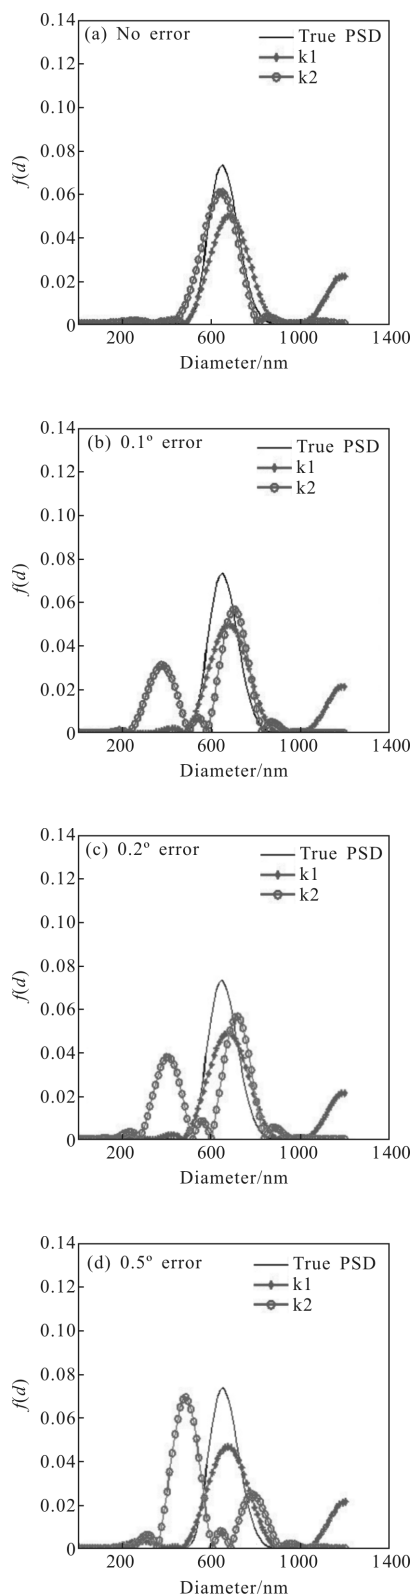 0.14
(a) No error
True PSD
k1
k2
0.12
0.10
0.08
0.06
0.04
0.02
0
f(d)
200 600 1000 1400
Diameter/nm
0.14
(b) 0.1º error
True PSD
k1
k2
0.12
0.10
0.08
0.06
0.04
0.02
0
f(d)
200 600 1000 1400
Diameter/nm
0.14
(c) 0.2º error
True PSD
k1
k2
0.12
0.10
0.08
0.06
0.04
0.02
0
f(d)
200 600 1000 1400
Diameter/nm
0.14
(d) 0.5º error
True PSD
k1
k2
0.12
0.10
0.08
0.06
0.04
0.02
0
f(d)
200 600 1000 1400
Diameter/nm